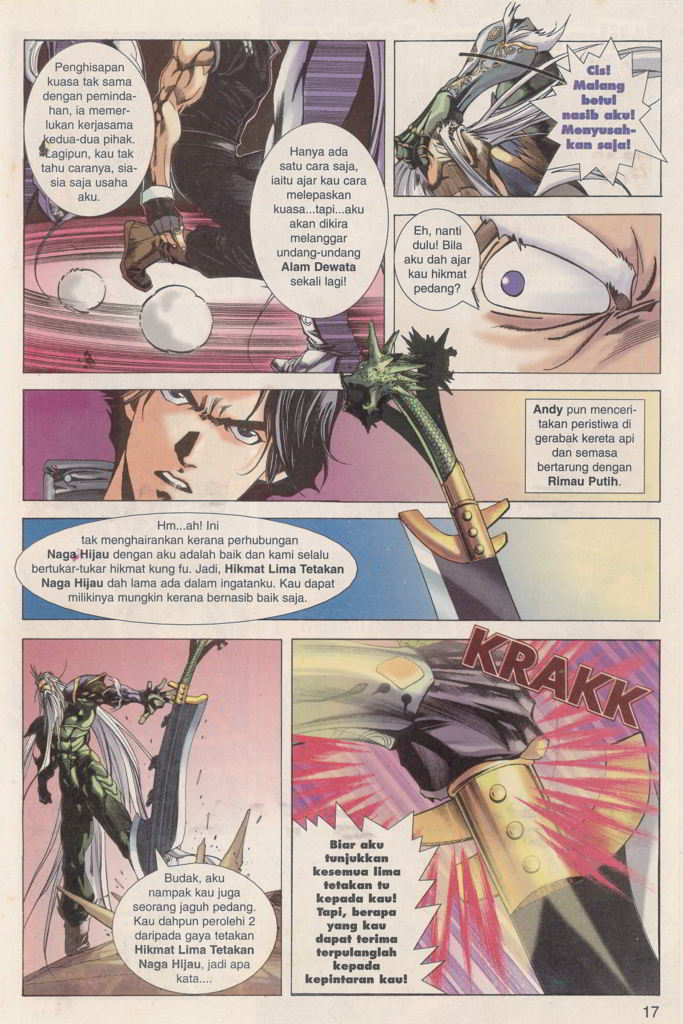 Penghisapan
kuasa tak sama
dengan peminda-
han, ia memer-
lukan kerjasama
kedua-dua pihak.
Lagipun, kau tak
tahu caranya, sia-
sia saja usaha
aku.
Hanya ada
satu cara saja,
iaitu ajar kau cara
melepaskan
kuasa...tapi...aku
akan dikira
melanggar
undang-undang
Alam Dewata
sekali lagi!
Cis!
Malang
betul
nasib aku!
Menyusah-
kan saja!
Eh, nanti
dulu! Bila
aku dah ajar
kau hikmat
pedang?
Andy pun menceri-
takan peristiwa di
gerabak kereta api
dan semasa
bertarung dengan
Rimau Putih.
Hm...ah! Ini
tak menghairankan kerana perhubungan
Naga Hijau dengan aku adalah baik dan kami selalu
bertukar-tukar hikmat kung fu. Jadi, Hikmat Lima Tetakan
Naga Hijau dah lama ada dalam ingatanku. Kau dapat
milikinya mungkin kerana bernasib baik saja.
Budak, aku
nampak kau juga
seorang jaguh pedang.
Kau dahpun perolehi 2
daripada gaya tetakan
Hikmat Lima Tetakan
Naga Hijau, jadi apa
kata....
KRAKK
Biar aku
tunjukkan
kesemua lima
tetakan tu
kepada kau!
Tapi, berapa
yang kau
dapat terima
terpulanglah
kepada
kepintaran kau!
17